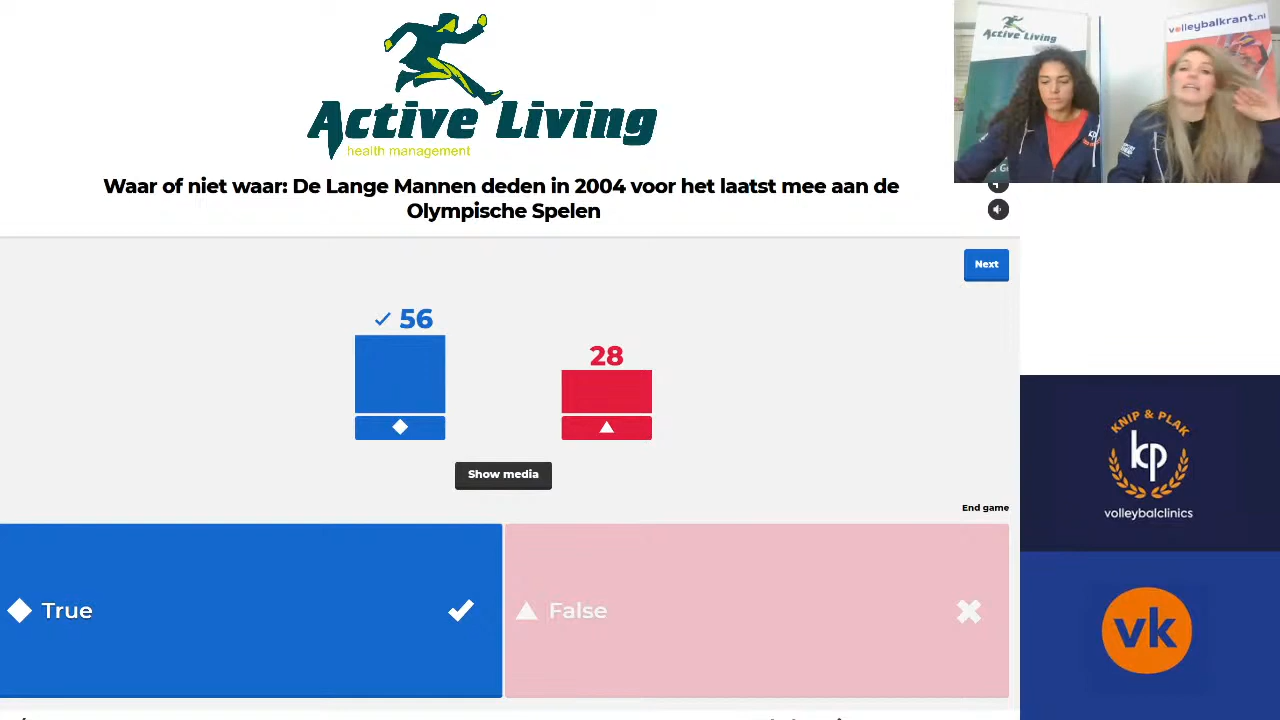 Active Living
health management
Active Living
volleybalkrant.nl
Waar of niet waar: De Lange Mannen deden in 2004 voor het laatst mee aan de
Olympische Spelen
Next
56
28
Show media
End game
True
False
KNIP & PLAK
kp
volleybalclinics
vk